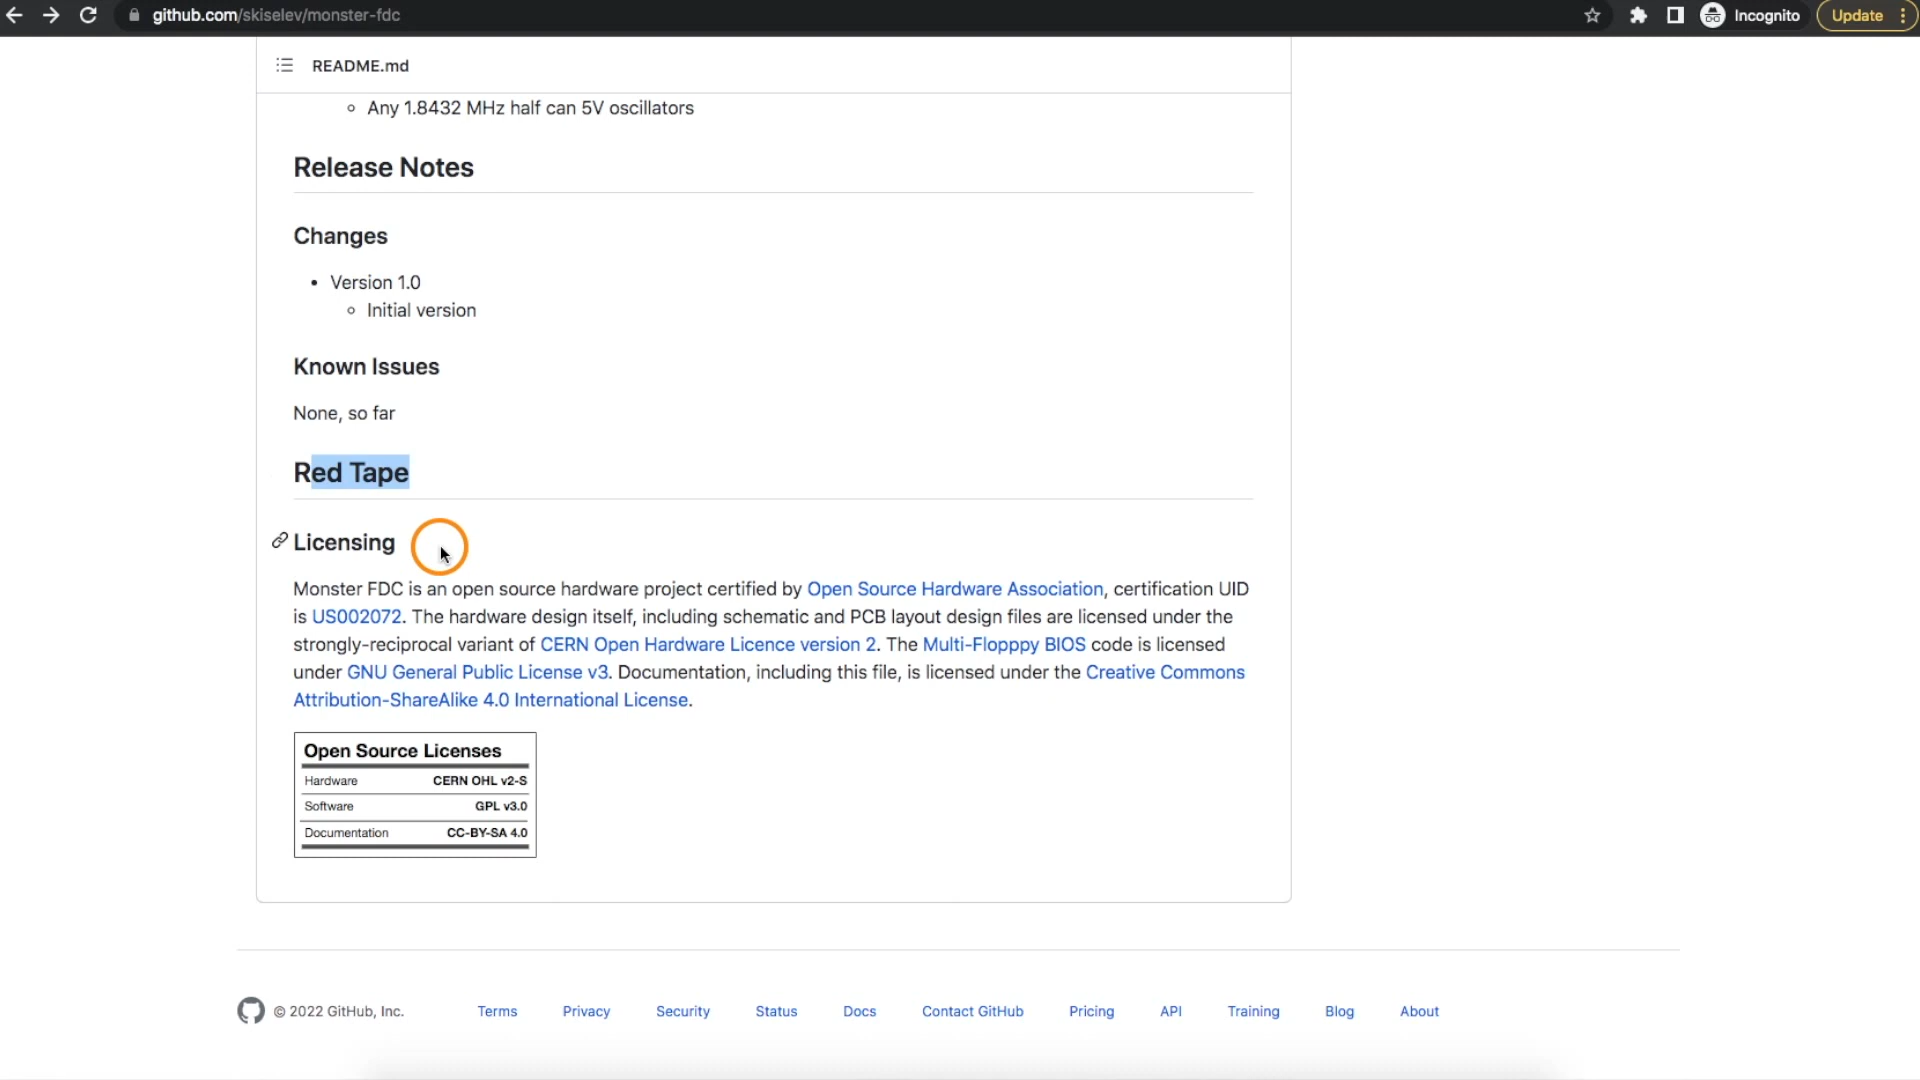 github.com/skiselev/monster-fdc
Incognito
Update
README.md
Any 1.8432 MHz half can 5V oscillators
Release Notes
Changes
Version 1.0
Initial version
Known Issues
None, so far
Red Tape
Licensing
Monster FDC is an open source hardware project certified by Open Source Hardware Association, certification UID
is US002072. The hardware design itself, including schematic and PCB layout design files are licensed under the
strongly-reciprocal variant of CERN Open Hardware Licence version 2. The Multi-Flopppy BIOS code is licensed
under GNU General Public License v3. Documentation, including this file, is licensed under the Creative Commons
Attribution-ShareAlike 4.0 International License.
Open Source Licenses
Hardware CERN OHL v2-S
Software GPL v3.0
Documentation CC-BY-SA 4.0
© 2022 GitHub, Inc. Terms Privacy Security Status Docs Contact GitHub Pricing API Training Blog About